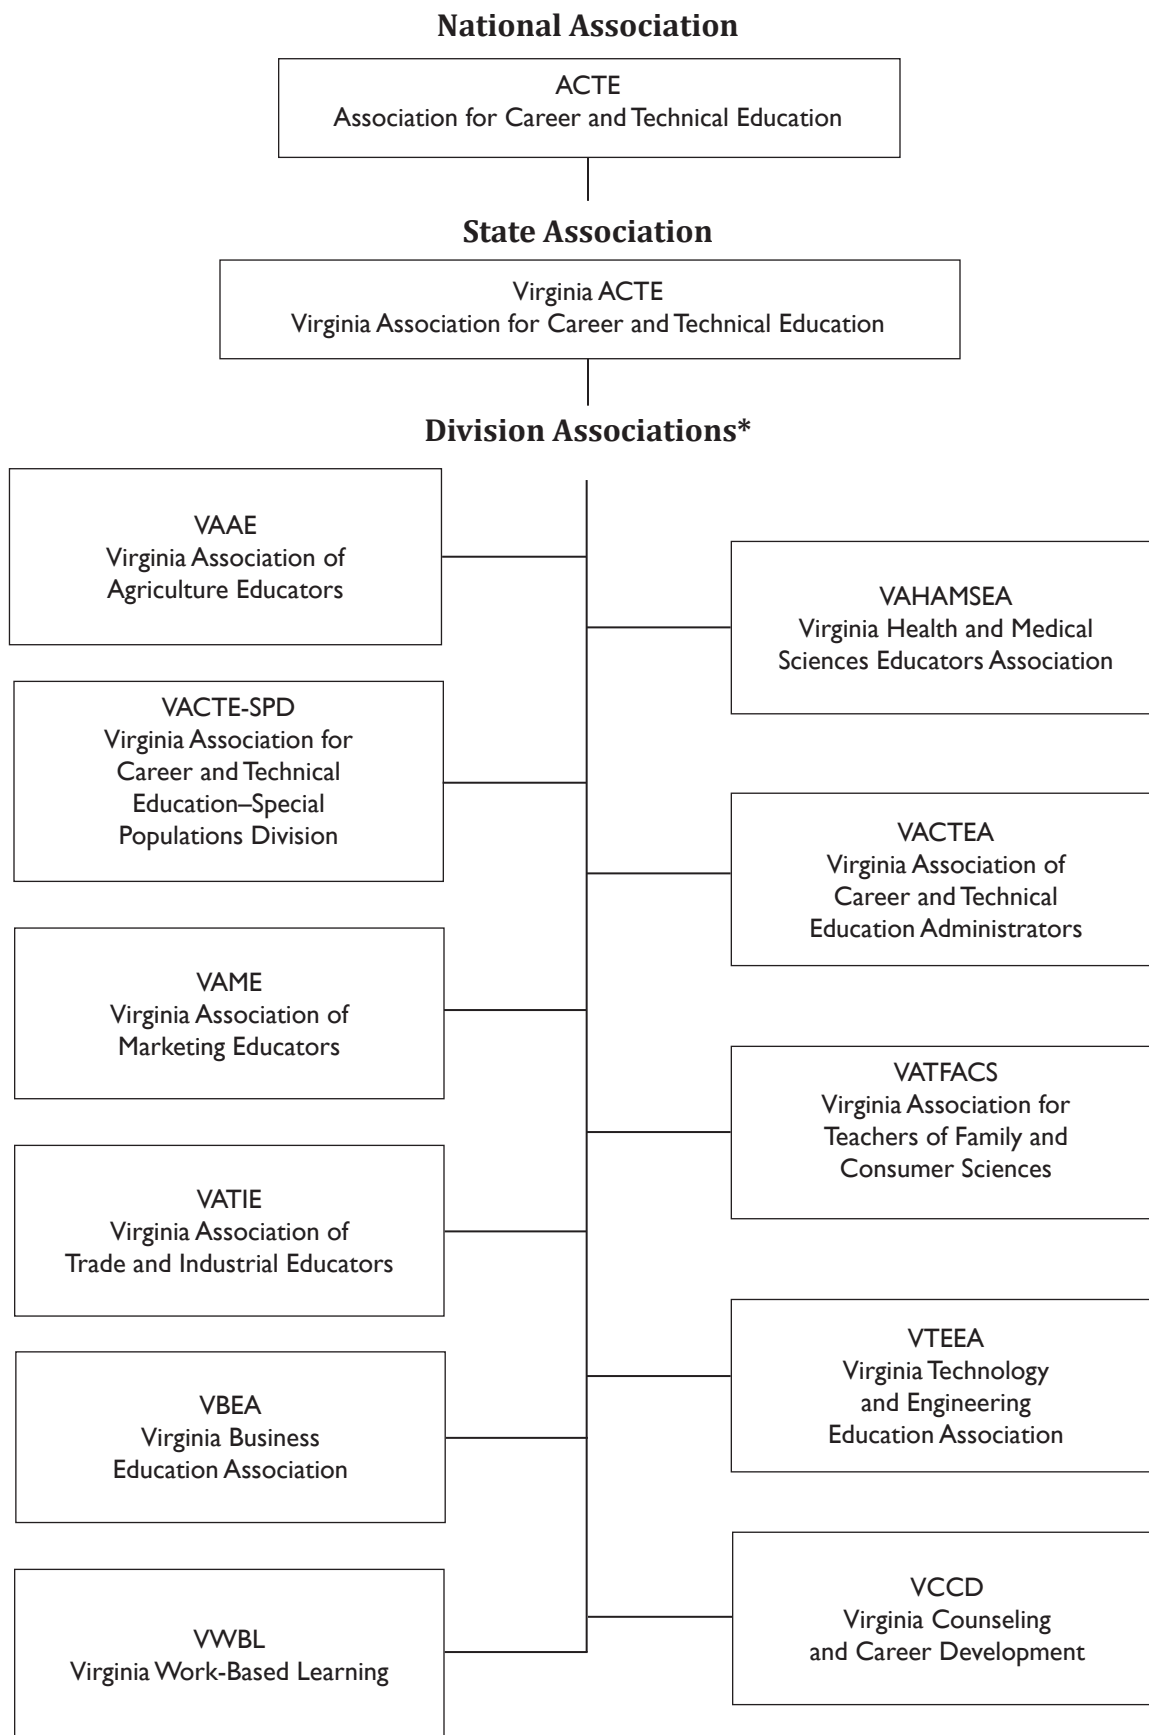 National Association
ACTE
Association for Career and Technical Education
State Association
Virginia ACTE
Virginia Association for Career and Technical Education
Division Associations*
VAAE
Virginia Association of
Agriculture Educators
VAHAMSEA
Virginia Health and Medical
Sciences Educators Association
VACTE-SPD
Virginia Association for
Career and Technical
Education–Special
Populations Division
VACTEA
Virginia Association of
Career and Technical
Education Administrators
VAME
Virginia Association of
Marketing Educators
VATFACS
Virginia Association for
Teachers of Family and
Consumer Sciences
VATIE
Virginia Association of
Trade and Industrial Educators
VTEEA
Virginia Technology
and Engineering
Education Association
VBEA
Virginia Business
Education Association
VCCD
Virginia Counseling
and Career Development
VWBL
Virginia Work-Based Learning